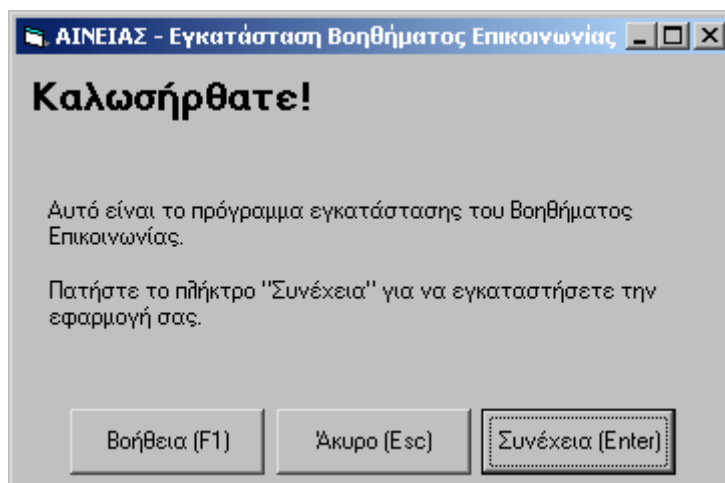 ΑΙΝΕΙΑΣ - Εγκατάσταση Βοηθήματος Επικοινωνίας
Καλωσήρθατε!
Αυτό είναι το πρόγραμμα εγκατάστασης του Βοηθήματος
Επικοινωνίας.
Πατήστε το πλήκτρο "Συνέχεια" για να εγκαταστήσετε την
εφαρμογή σας.
Βοήθεια (F1) Άκυρο (Esc) Συνέχεια (Enter)